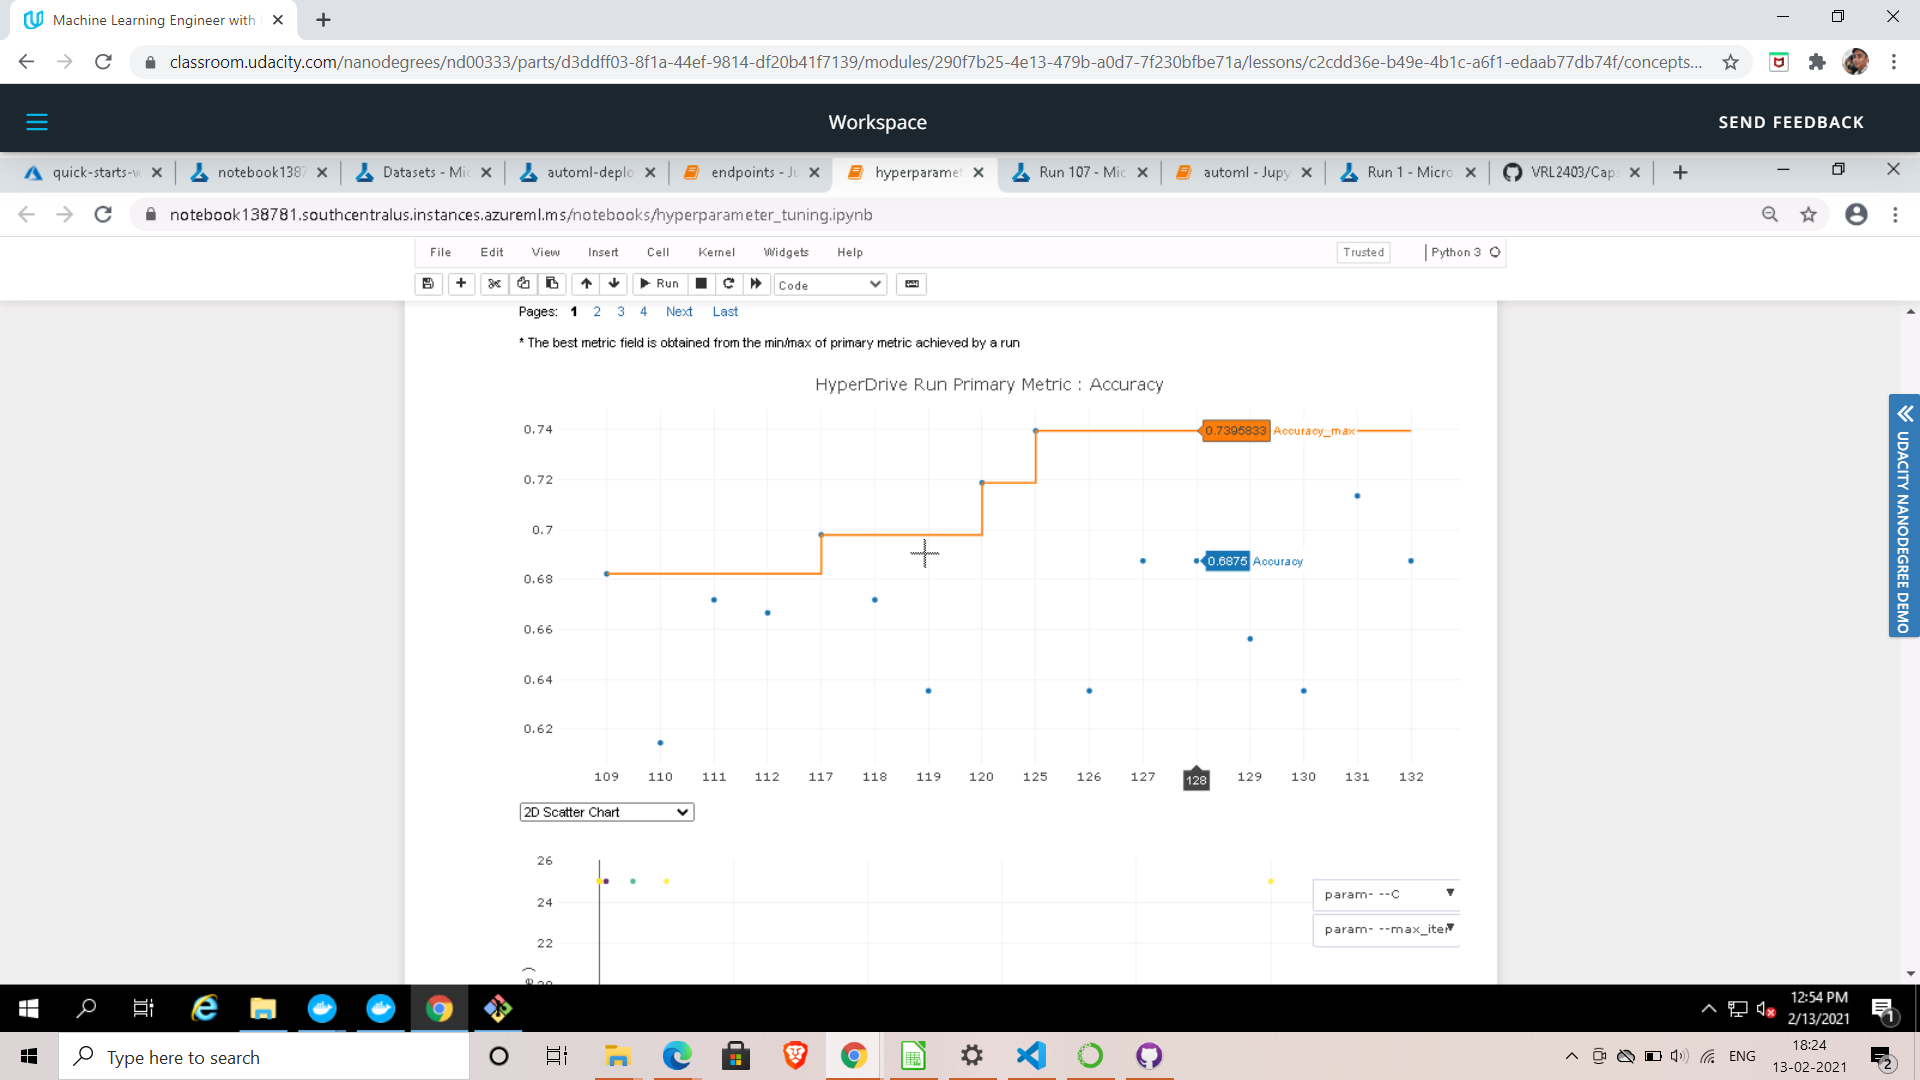 Machine Learning Engineer with
classroom.udacity.com/nanodegrees/nd00333/parts/d3ddff03-8f1a-44ef-9814-df20b41f7139/modules/290f7b25-4e13-479b-a0d7-7f230bfbe71a/lessons/c2cdd36e-b49e-4b1c-a6f1-edaab77db74f/concepts...
Workspace
SEND FEEDBACK
quick-starts-w notebook1387 Datasets - Mic automl-deplo endpoints - Ju hyperparamet Run 107 - Mic automl - Jupy Run 1 - Micro VRL2403/Cap
notebook138781.southcentralus.instances.azureml.ms/notebooks/hyperparameter_tuning.ipynb
File Edit View Insert Cell Kernel Widgets Help Trusted Python 3
Run Code
Pages: 1 2 3 4 Next Last
* The best metric field is obtained from the min/max of primary metric achieved by a run
HyperDrive Run Primary Metric : Accuracy
0.74
0.7395833 Accuracy_max
0.72
0.7
0.6875 Accuracy
0.68
0.66
0.64
0.62
109 110 111 112 117 118 119 120 125 126 127 128 129 130 131 132
UDACITY NANODEGREE DEMO
2D Scatter Chart
26
24
22
param- --C
param- --max_iter
12:54 PM
2/13/2021
1
Type here to search
ENG
18:24
13-02-2021
2